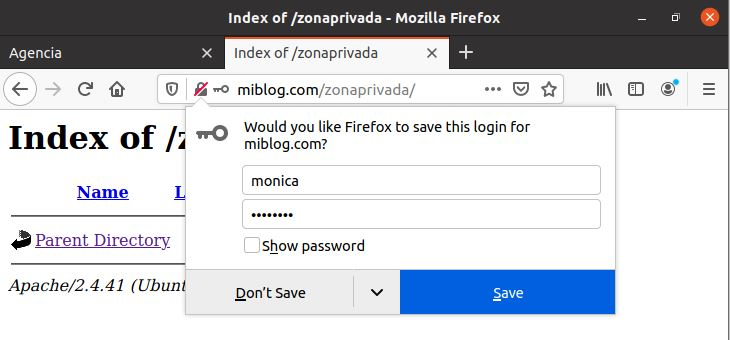 Index of /zonaprivada - Mozilla Firefox
Agencia
Index of /zonaprivada
miblog.com/zonaprivada/
Would you like Firefox to save this login for
miblog.com?
Index of
monica
••••••••
Name
Parent Directory
Show password
Apache/2.4.41
Don't Save
Save